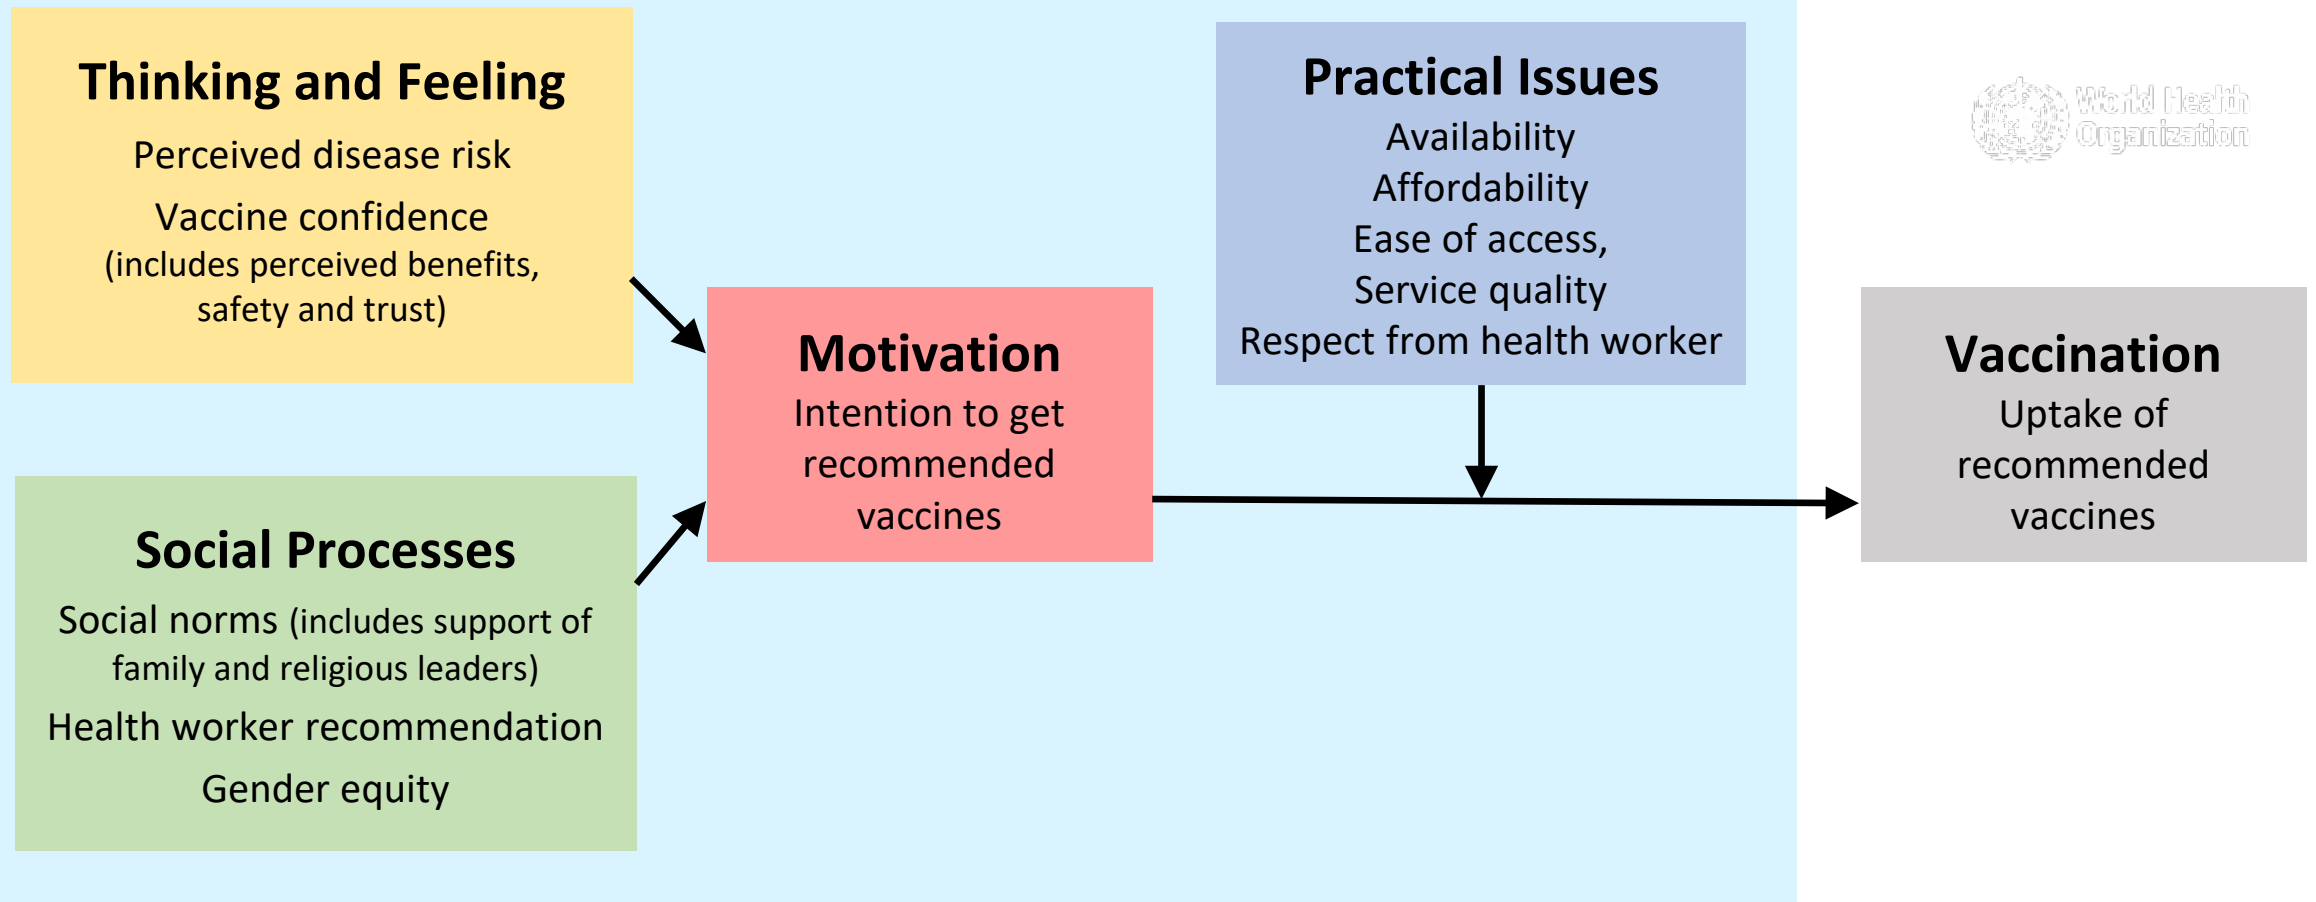 Thinking and Feeling
Perceived disease risk
Vaccine confidence
(includes perceived benefits,
safety and trust)
Social Processes
Social norms (includes support of
family and religious leaders)
Health worker recommendation
Gender equity
Motivation
Intention to get
recommended
vaccines
Practical Issues
Availability
Affordability
Ease of access,
Service quality
Respect from health worker
World Health
Organization
Vaccination
Uptake of
recommended
vaccines